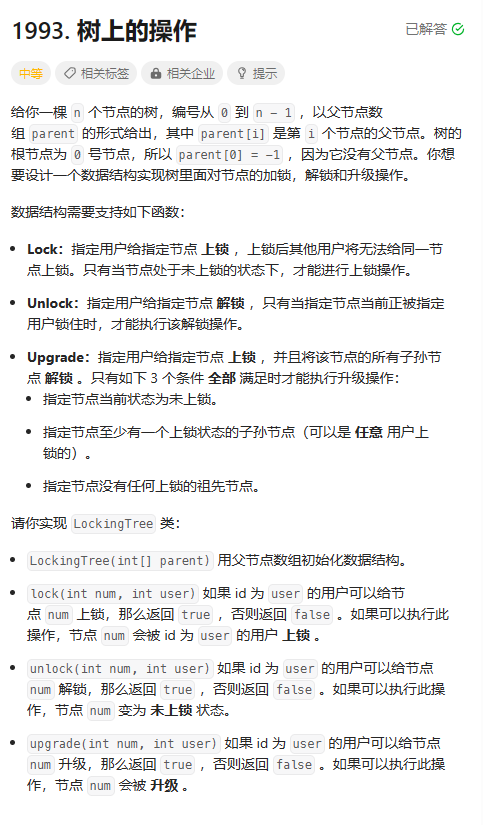 1993. 树上的操作
已解答
中等 相关标签 相关企业 提示
给你一棵 n 个节点的树，编号从 0 到 n - 1 ，以父节点数
组 parent 的形式给出，其中 parent[i] 是第 i 个节点的父节点。树的
根节点为 0 号节点，所以 parent[0] = -1 ，因为它没有父节点。你想
要设计一个数据结构实现树里面对节点的加锁，解锁和升级操作。
数据结构需要支持如下函数：
• Lock：指定用户给指定节点 上锁 ，上锁后其他用户将无法给同一节
点上锁。只有当节点处于未上锁的状态下，才能进行上锁操作。
• Unlock：指定用户给指定节点 解锁 ，只有当指定节点当前正被指定
用户锁住时，才能执行该解锁操作。
• Upgrade：指定用户给指定节点 上锁 ，并且将该节点的所有子孙节
点 解锁 。只有如下 3 个条件 全部 满足时才能执行升级操作：
• 指定节点当前状态为未上锁。
• 指定节点至少有一个上锁状态的子孙节点（可以是 任意 用户上
锁的）。
• 指定节点没有任何上锁的祖先节点。
请你实现 LockingTree 类：
• LockingTree(int[] parent) 用父节点数组初始化数据结构。
• lock(int num, int user) 如果 id 为 user 的用户可以给节
点 num 上锁，那么返回 true ，否则返回 false 。如果可以执行此
操作，节点 num 会被 id 为 user 的用户 上锁 。
• unlock(int num, int user) 如果 id 为 user 的用户可以给节点
num 解锁，那么返回 true ，否则返回 false 。如果可以执行此操
作，节点 num 变为 未上锁 状态。
• upgrade(int num, int user) 如果 id 为 user 的用户可以给节点
num 升级，那么返回 true ，否则返回 false 。如果可以执行此操
作，节点 num 会被 升级 。